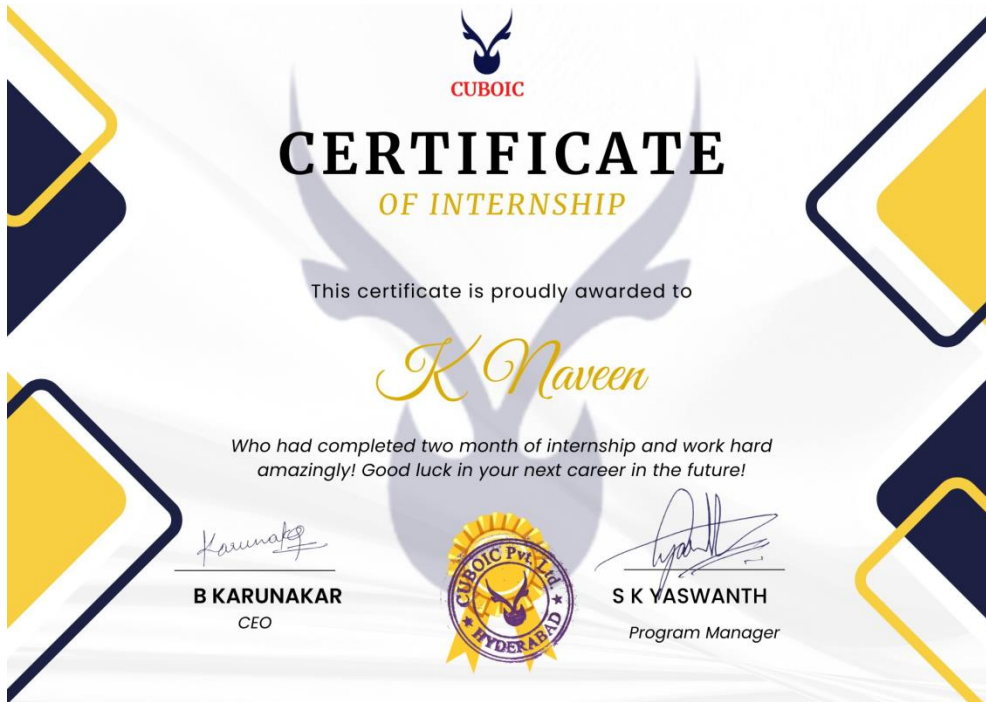 CUBOIC
CERTIFICATE
OF INTERNSHIP
This certificate is proudly awarded to
K Naveen
Who had completed two month of internship and work hard
amazingly! Good luck in your next career in the future!
Karunakar
B KARUNAKAR
CEO
CUBOIC Pvt. Ltd.
★ HYDERABAD ★
S K YASWANTH
Program Manager